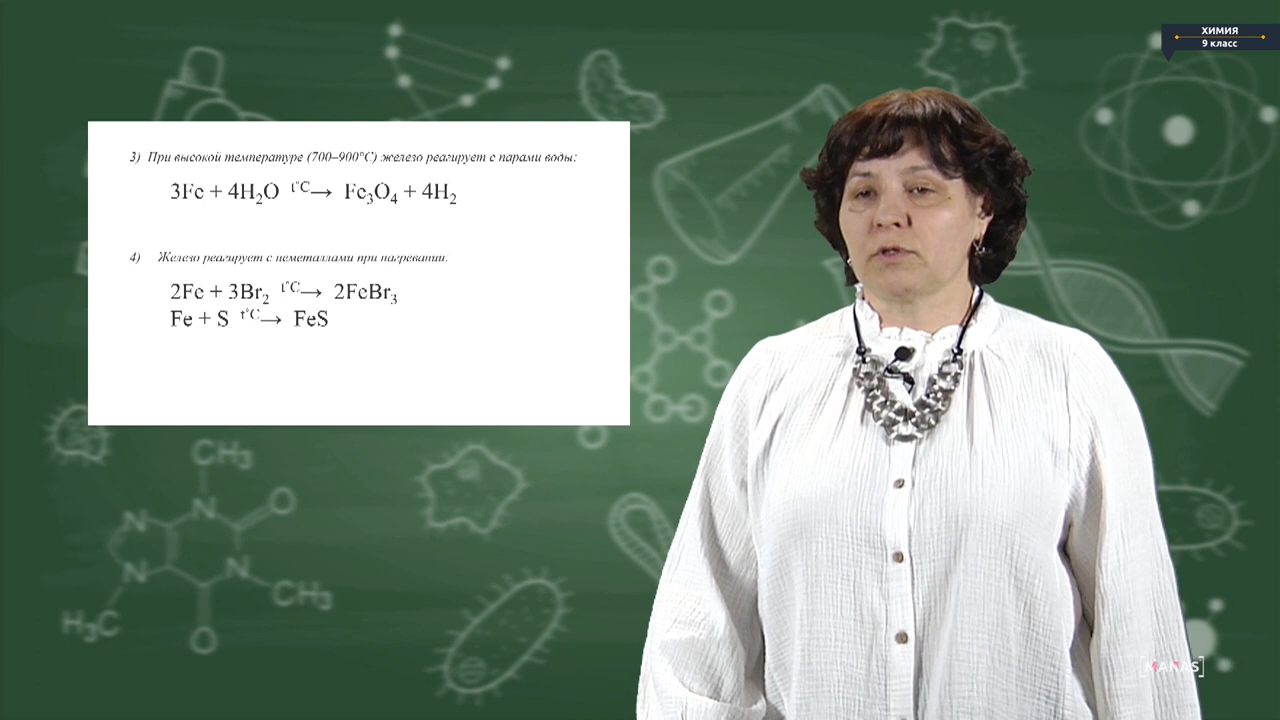 ХИМИЯ
9 класс
3) При высокой температуре (700–900°С) железо реагирует с парами воды:
3Fe + 4H₂O t°C→ Fe₃O₄ + 4H₂
4) Железо реагирует с неметаллами при нагревании.
2Fe + 3Br₂ t°C→ 2FeBr₃
Fe + S t°C→ FeS
CH₃
N
N
O
N
N
CH₃
H₃C
O
[MANAS]